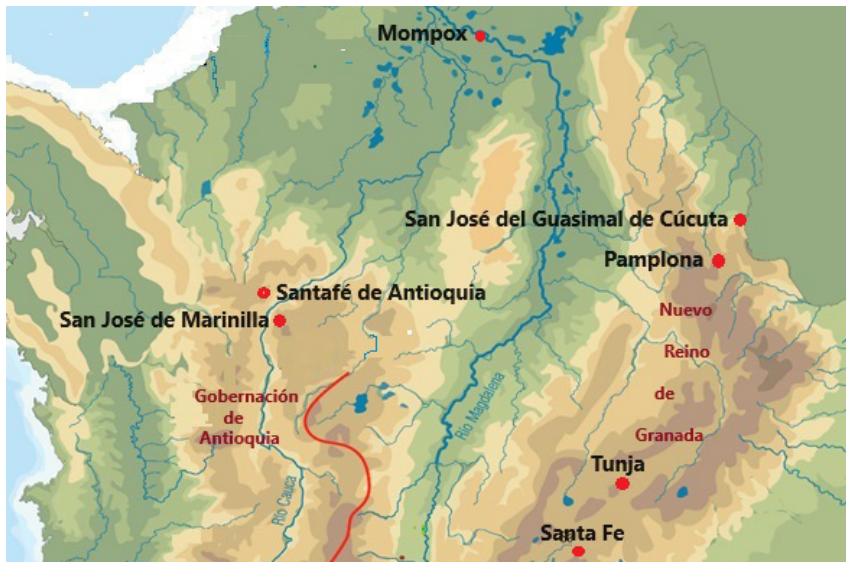 Mompox
San José del Guasimal de Cúcuta
Pamplona
Santafé de Antioquia
San José de Marinilla
Nuevo
Reino
de
Granada
Gobernación
de
Antioquia
Río Magdalena
Río Cauca
Tunja
Santa Fe